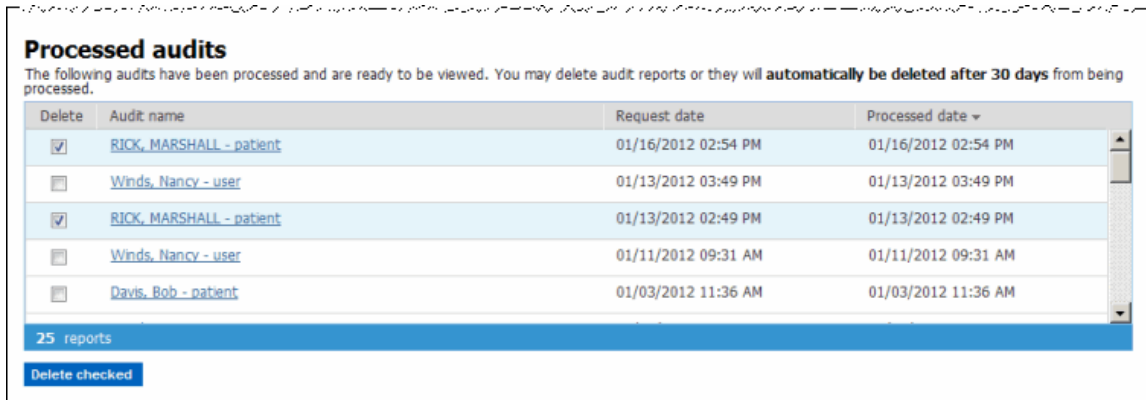 Processed audits
The following audits have been processed and are ready to be viewed. You may delete audit reports or they will automatically be deleted after 30 days from being
processed.
Delete Audit name Request date Processed date
RICK, MARSHALL - patient 01/16/2012 02:54 PM 01/16/2012 02:54 PM
Winds, Nancy - user 01/13/2012 03:49 PM 01/13/2012 03:49 PM
RICK, MARSHALL - patient 01/13/2012 02:49 PM 01/13/2012 02:49 PM
Winds, Nancy - user 01/11/2012 09:31 AM 01/11/2012 09:31 AM
Davis, Bob - patient 01/03/2012 11:36 AM 01/03/2012 11:36 AM
25 reports
Delete checked